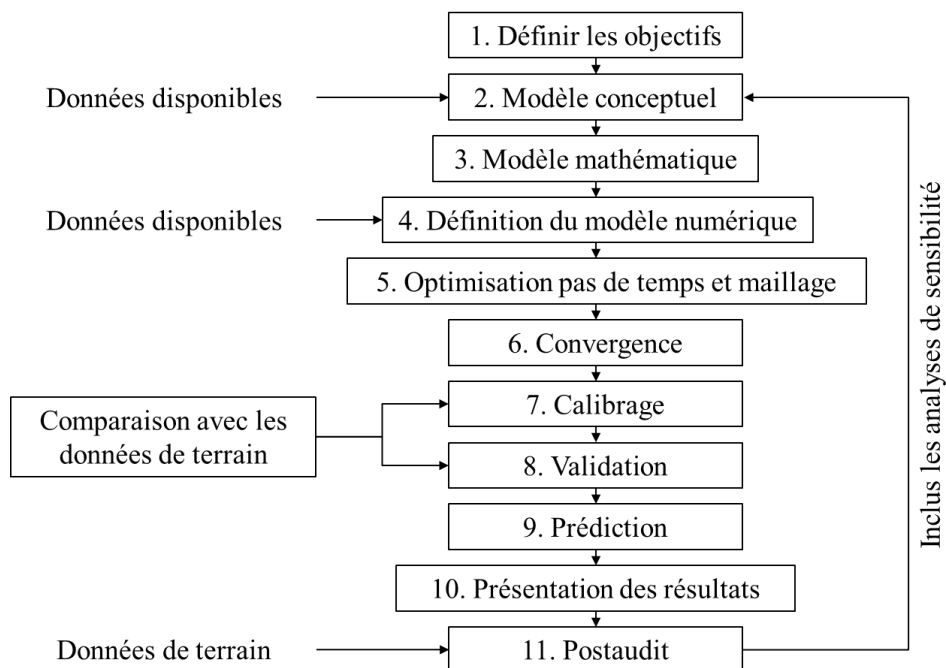 1. Définir les objectifs
Données disponibles
2. Modèle conceptuel
3. Modèle mathématique
Données disponibles
4. Définition du modèle numérique
5. Optimisation pas de temps et maillage
6. Convergence
Comparaison avec les
données de terrain
7. Calibrage
8. Validation
9. Prédiction
10. Présentation des résultats
Données de terrain
11. Postaudit
Inclus les analyses de sensibilité